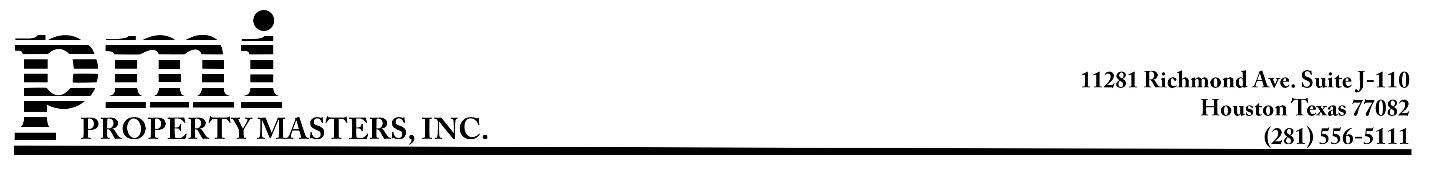 pmi
PROPERTY MASTERS, INC.
11281 Richmond Ave. Suite J-110
Houston Texas 77082
(281) 556-5111